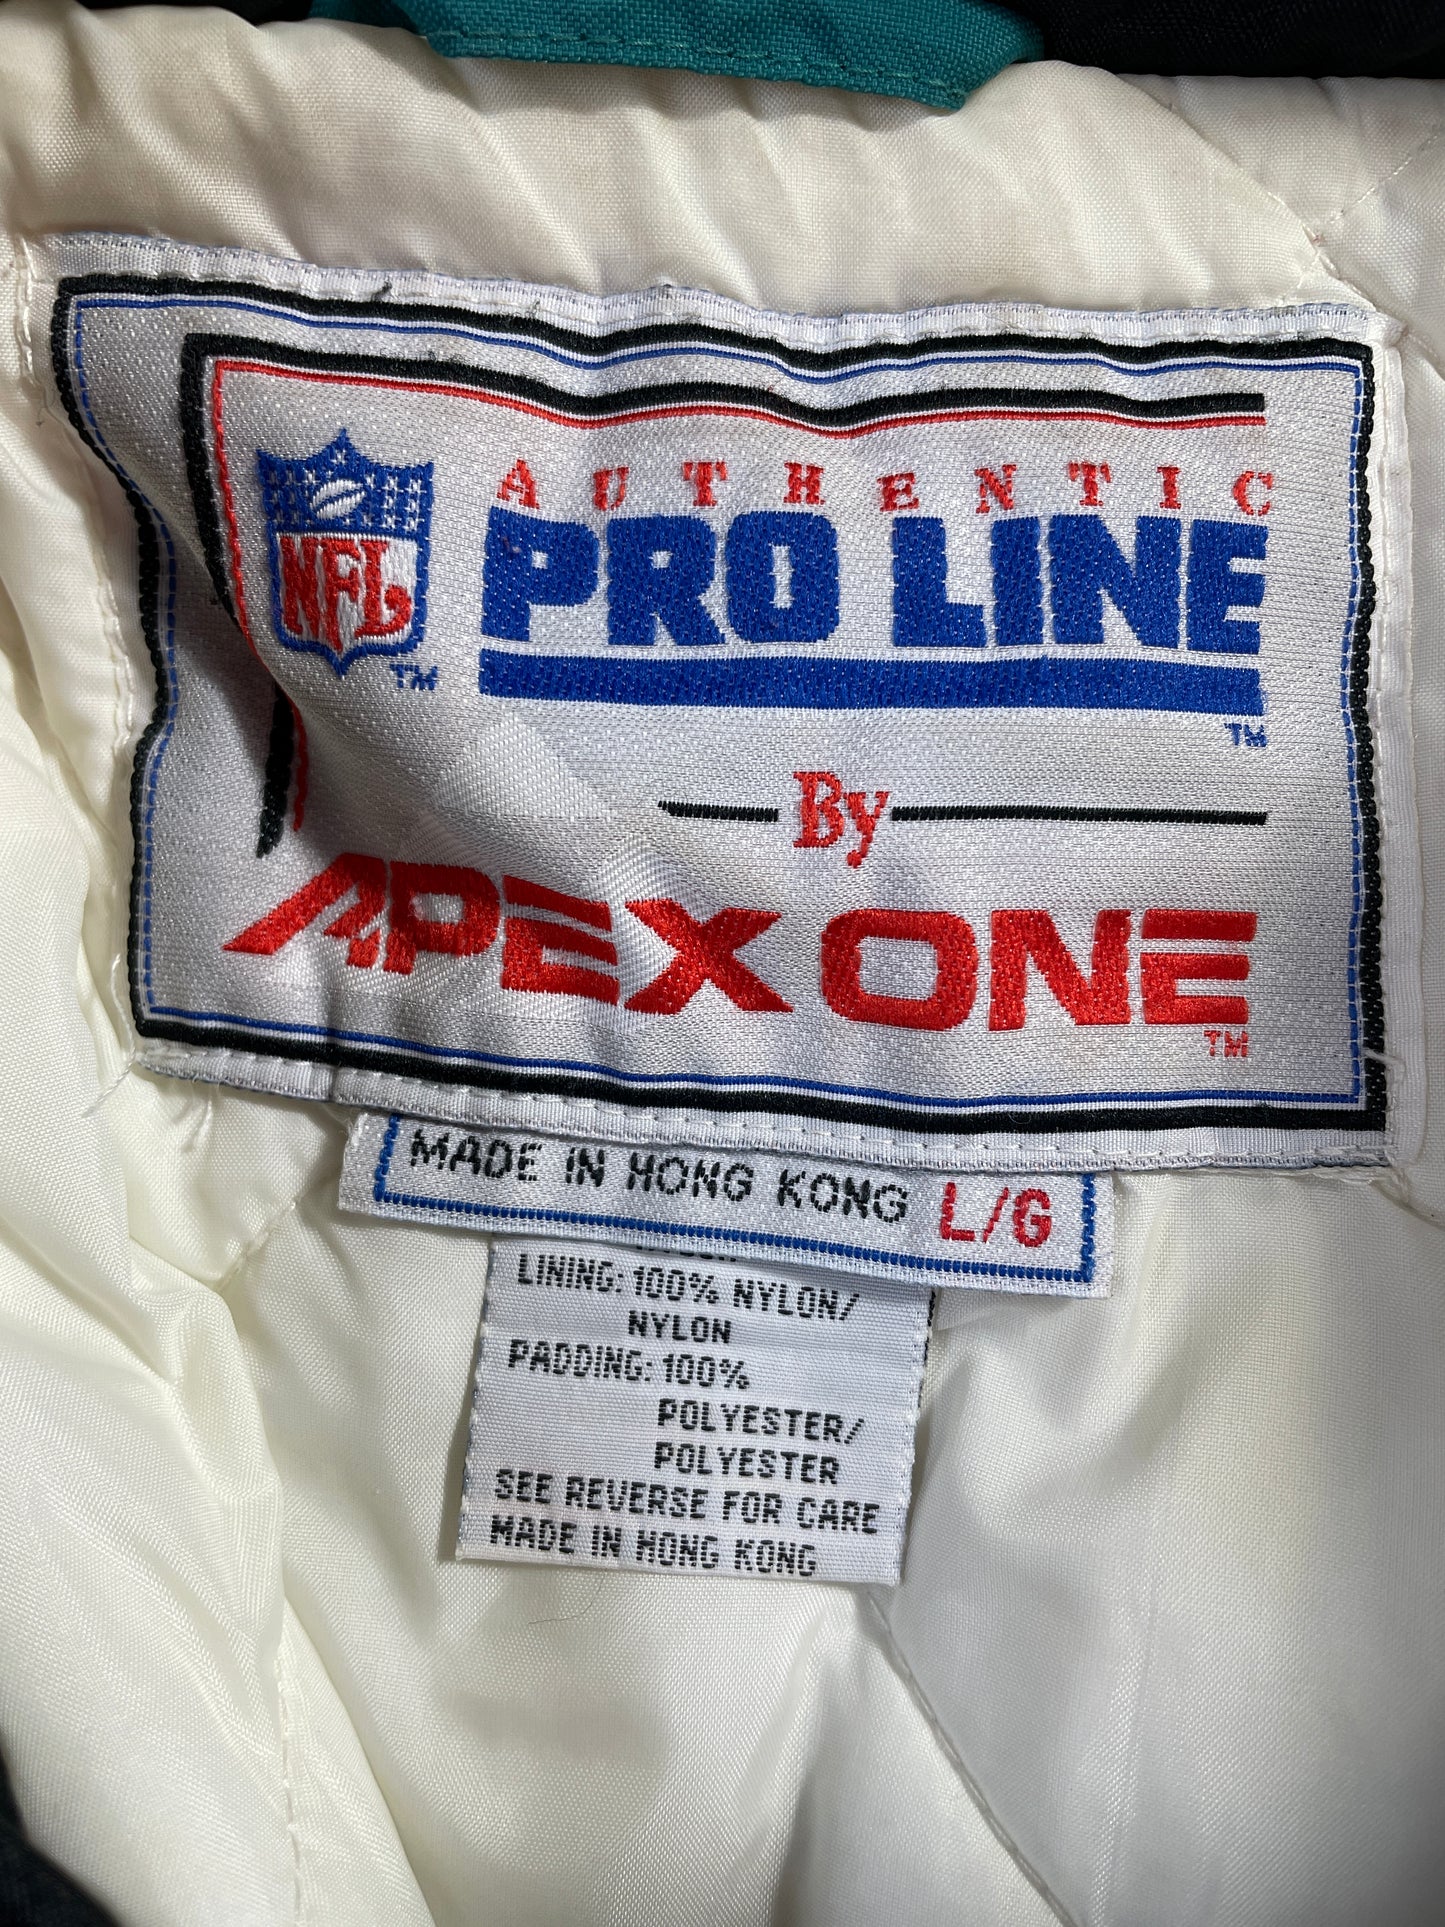 AUTHENTIC
NFL
PRO LINE
TM
TM
By
APEX ONE
TM
MADE IN HONG KONG L/G
LINING: 100% NYLON/
NYLON
PADDING: 100%
POLYESTER/
POLYESTER
SEE REVERSE FOR CARE
MADE IN HONG KONG